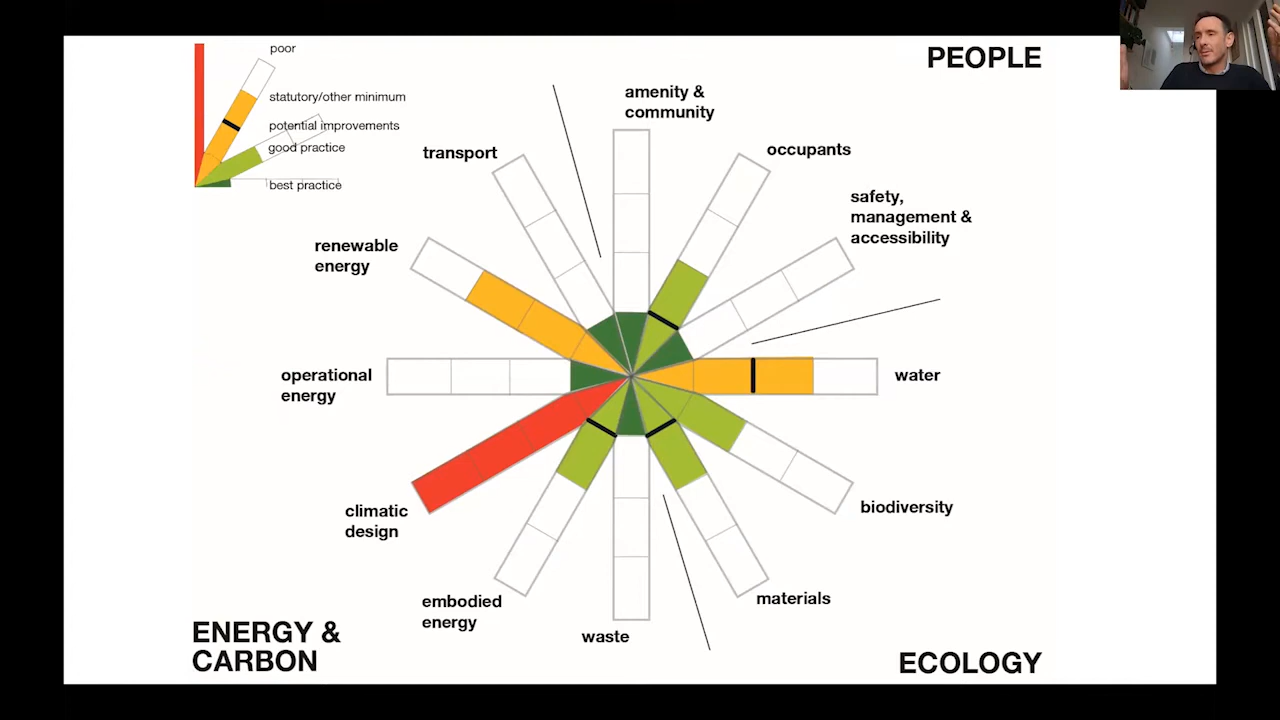 poor
statutory/other minimum
potential improvements
good practice
best practice
PEOPLE
amenity &
community
transport
occupants
safety,
management &
accessibility
renewable
energy
operational
energy
water
climatic
design
biodiversity
embodied
energy
materials
waste
ENERGY &
CARBON
ECOLOGY